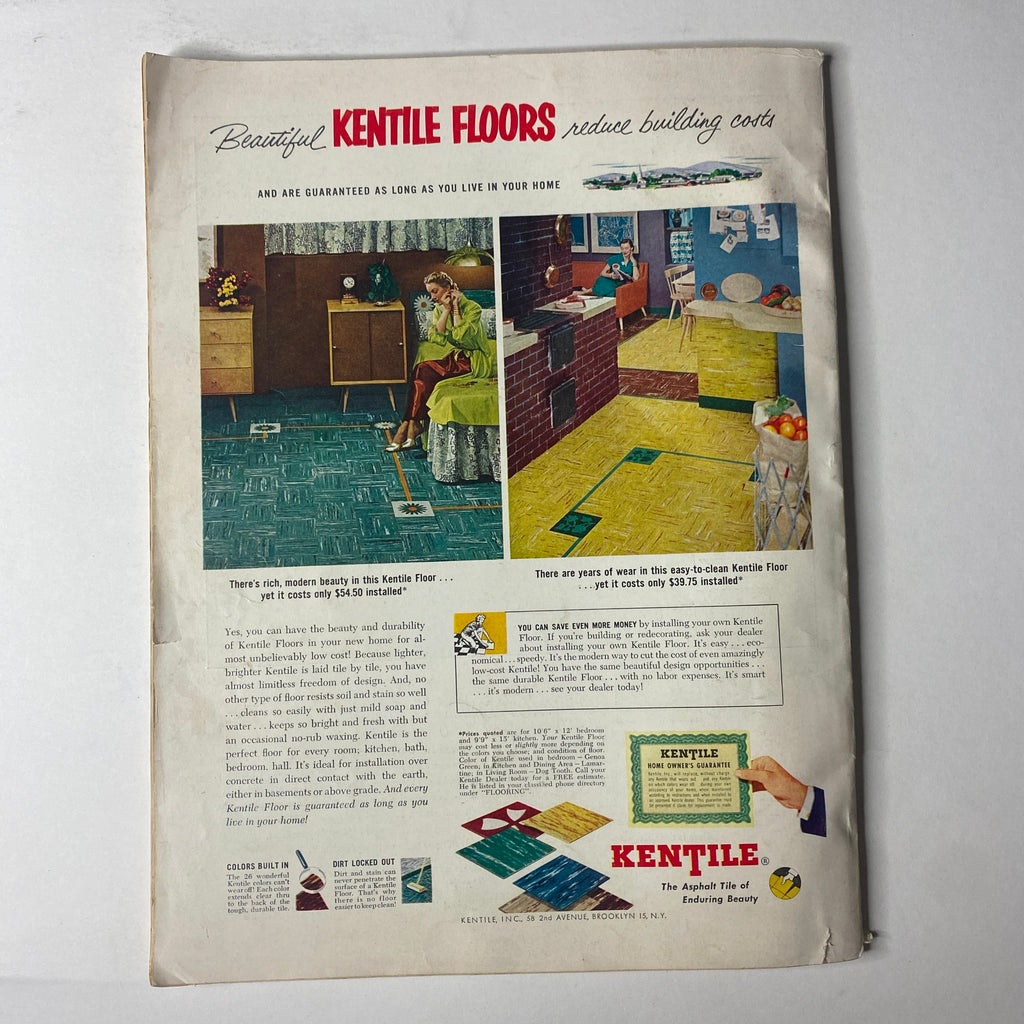 Beautiful KENTILE FLOORS reduce building costs
AND ARE GUARANTEED AS LONG AS YOU LIVE IN YOUR HOME
There's rich, modern beauty in this Kentile Floor . . .
yet it costs only $54.50 installed*
There are years of wear in this easy-to-clean Kentile Floor
. . . yet it costs only $39.75 installed*
Yes, you can have the beauty and durability
of Kentile Floors in your new home for al-
most unbelievably low cost! Because lighter,
brighter Kentile is laid tile by tile, you have
almost limitless freedom of design. And, no
other type of floor resists soil and stain so well
. . . cleans so easily with just mild soap and
water . . . keeps so bright and fresh with but
an occasional no-rub waxing. Kentile is the
perfect floor for every room; kitchen, bath,
bedroom, hall. It's ideal for installation over
concrete in direct contact with the earth,
either in basements or above grade. And every
Kentile Floor is guaranteed as long as you
live in your home!
YOU CAN SAVE EVEN MORE MONEY by installing your own Kentile
Floor. If you're building or redecorating, ask your dealer
about installing your own Kentile Floor. It's easy . . . eco-
nomical . . . speedy. It's the modern way to cut the cost of even amazingly
low-cost Kentile! You have the same beautiful design opportunities . . .
the same durable Kentile Floor . . . with no labor expenses. It's smart
. . . it's modern . . . see your dealer today!
*Prices quoted are for 10'6" x 12' bedroom
and 9'9" x 15' kitchen. Your Kentile Floor
may cost less or slightly more depending on
the colors you choose; and condition of floor.
Color of Kentile used in bedroom—Genoa
Green; in Kitchen and Dining Area—Lamar-
tine; in Living Room—Dog Tooth. Call your
Kentile Dealer today for a FREE estimate.
He is listed in your classified phone directory
under "FLOORING".
KENTILE
HOME OWNER'S GUARANTEE
Kentile, Inc. will replace, without charge,
any Kentile that wears out
COLORS BUILT IN
The 26 wonderful
Kentile colors can't
wear off! Each color
extends clear thru
to the back of the
tough, durable tile.
DIRT LOCKED OUT
Dirt and stain can
never penetrate the
surface of a Kentile
Floor. That's why
there is no floor
easier to keep clean!
KENTILE®
The Asphalt Tile of
Enduring Beauty
KENTILE, INC., 58 2nd AVENUE, BROOKLYN 15, N.Y.